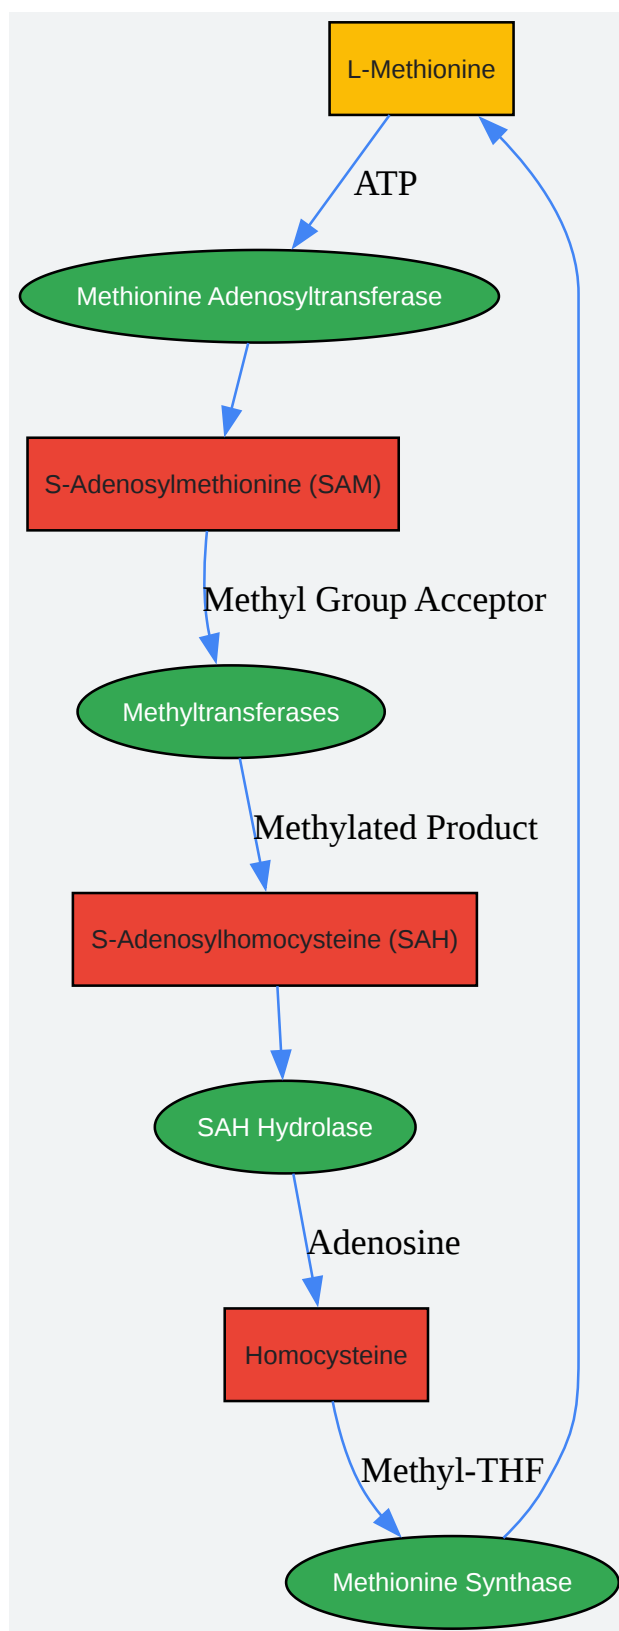 L-Methionine
ATP
Methionine Adenosyltransferase
S-Adenosylmethionine (SAM)
Methyl Group Acceptor
Methyltransferases
Methylated Product
S-Adenosylhomocysteine (SAH)
SAH Hydrolase
Adenosine
Homocysteine
Methyl-THF
Methionine Synthase